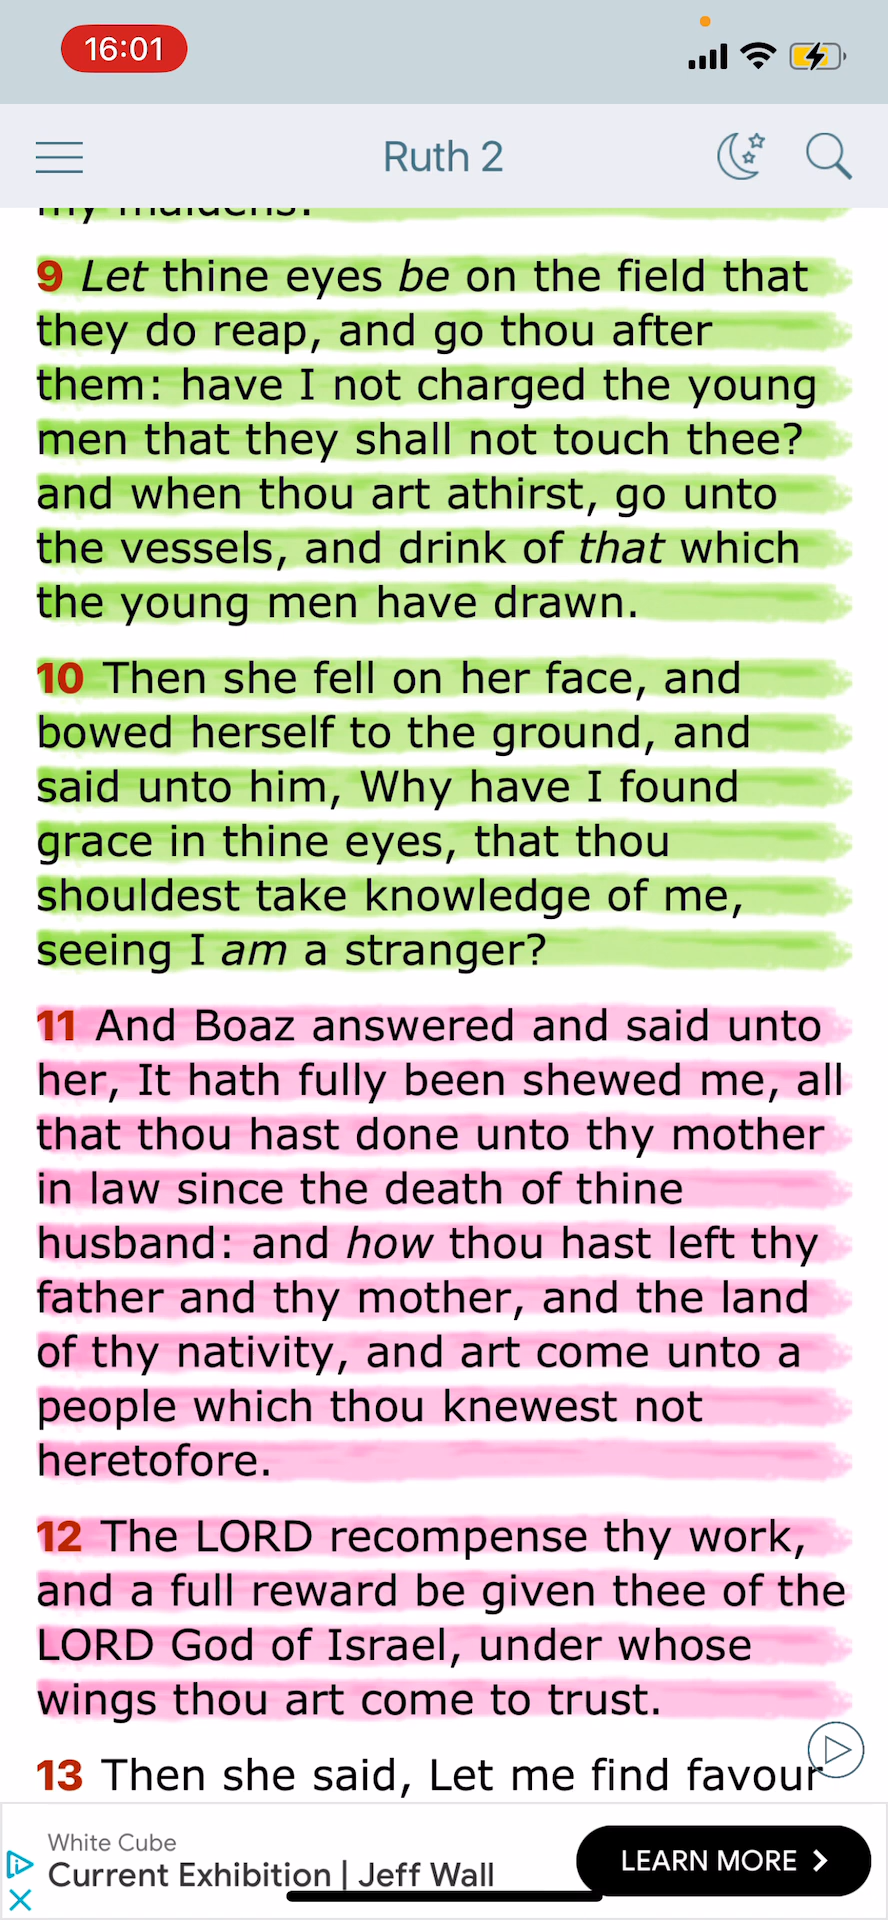 16:01
Ruth 2
my maidens:
9 Let thine eyes be on the field that
they do reap, and go thou after
them: have I not charged the young
men that they shall not touch thee?
and when thou art athirst, go unto
the vessels, and drink of that which
the young men have drawn.
10 Then she fell on her face, and
bowed herself to the ground, and
said unto him, Why have I found
grace in thine eyes, that thou
shouldest take knowledge of me,
seeing I am a stranger?
11 And Boaz answered and said unto
her, It hath fully been shewed me, all
that thou hast done unto thy mother
in law since the death of thine
husband: and how thou hast left thy
father and thy mother, and the land
of thy nativity, and art come unto a
people which thou knewest not
heretofore.
12 The LORD recompense thy work,
and a full reward be given thee of the
LORD God of Israel, under whose
wings thou art come to trust.
13 Then she said, Let me find favour
White Cube
Current Exhibition | Jeff Wall
LEARN MORE